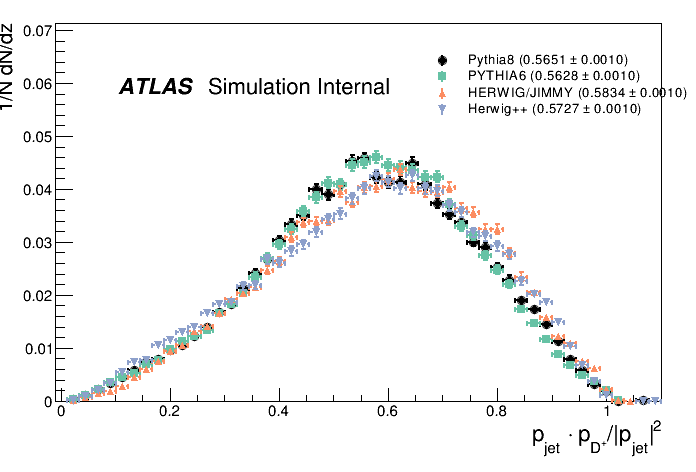 1/N dN/dz
0.07
0.06
0.05
0.04
0.03
0.02
0.01
0
ATLAS Simulation Internal
Pythia8 (0.5651 ± 0.0010)
PYTHIA6 (0.5628 ± 0.0010)
HERWIG/JIMMY (0.5834 ± 0.0010)
Herwig++ (0.5727 ± 0.0010)
0 0.2 0.4 0.6 0.8 1
p_jet · p_D⁺/|p_jet|²